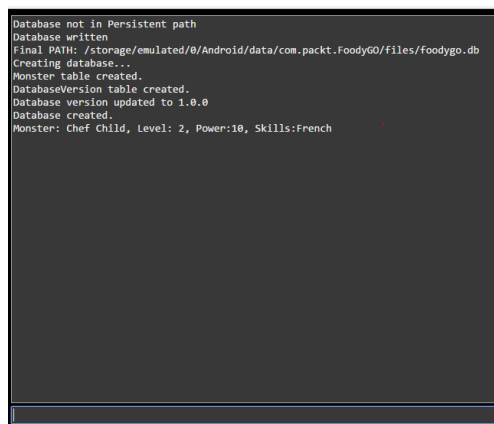 Database not in Persistent path
Database written
Final PATH: /storage/emulated/0/Android/data/com.packt.FoodyGO/files/foodygo.db
Creating database...
Monster table created.
DatabaseVersion table created.
Database version updated to 1.0.0
Database created.
Monster: Chef Child, Level: 2, Power:10, Skills:French